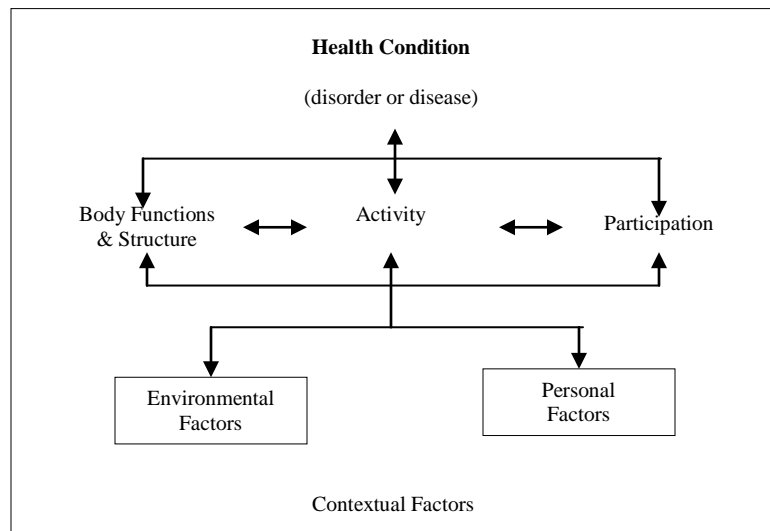 Health Condition
(disorder or disease)
Body Functions
& Structure
Activity
Participation
Environmental
Factors
Personal
Factors
Contextual Factors